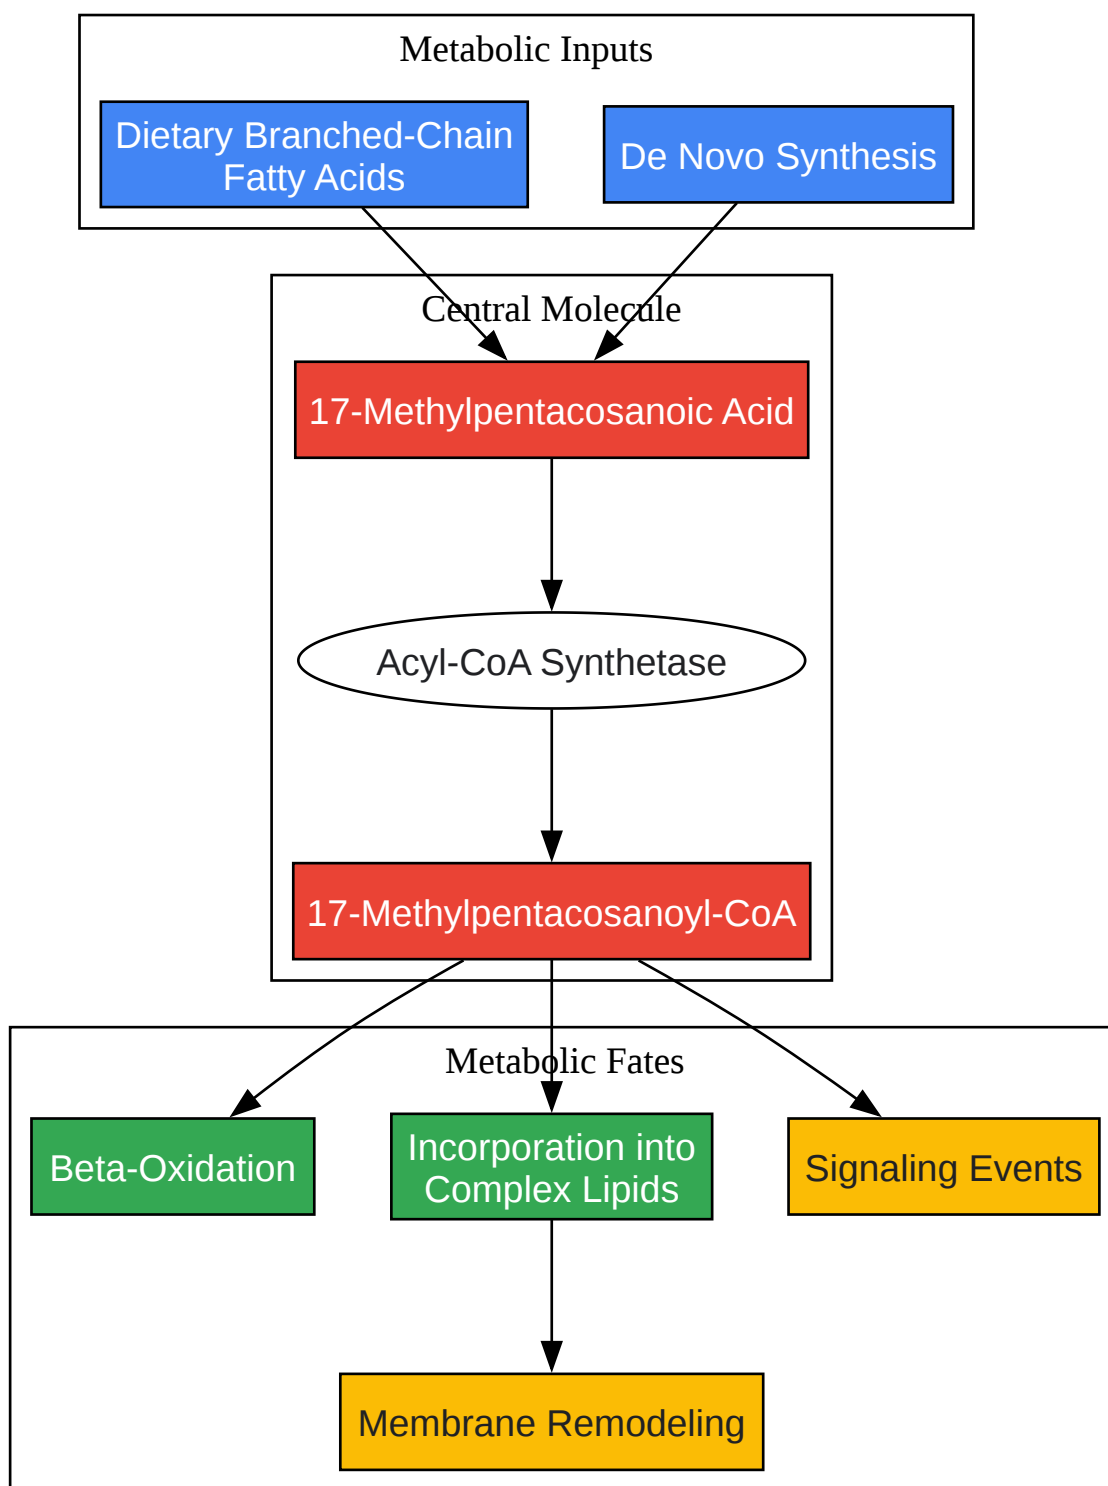 Metabolic Inputs
Dietary Branched-Chain
Fatty Acids
De Novo Synthesis
Central Molecule
17-Methylpentacosanoic Acid
Acyl-CoA Synthetase
17-Methylpentacosanoyl-CoA
Metabolic Fates
Beta-Oxidation
Incorporation into
Complex Lipids
Signaling Events
Membrane Remodeling